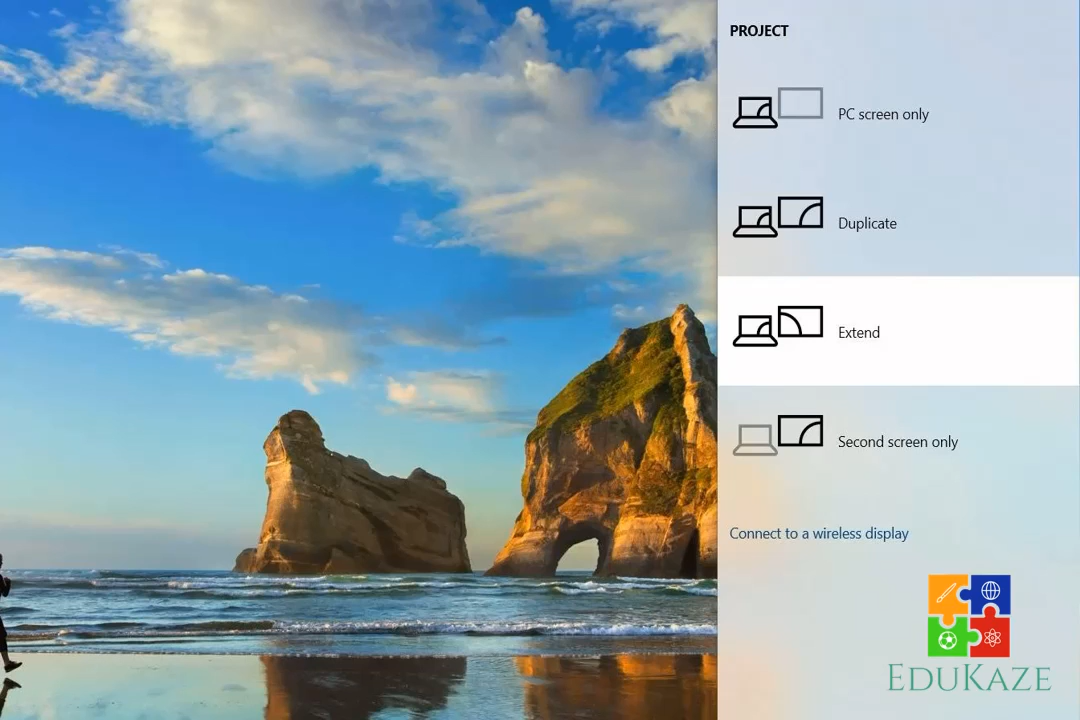 PROJECT
PC screen only
Duplicate
Extend
Second screen only
Connect to a wireless display
EDUKAZE